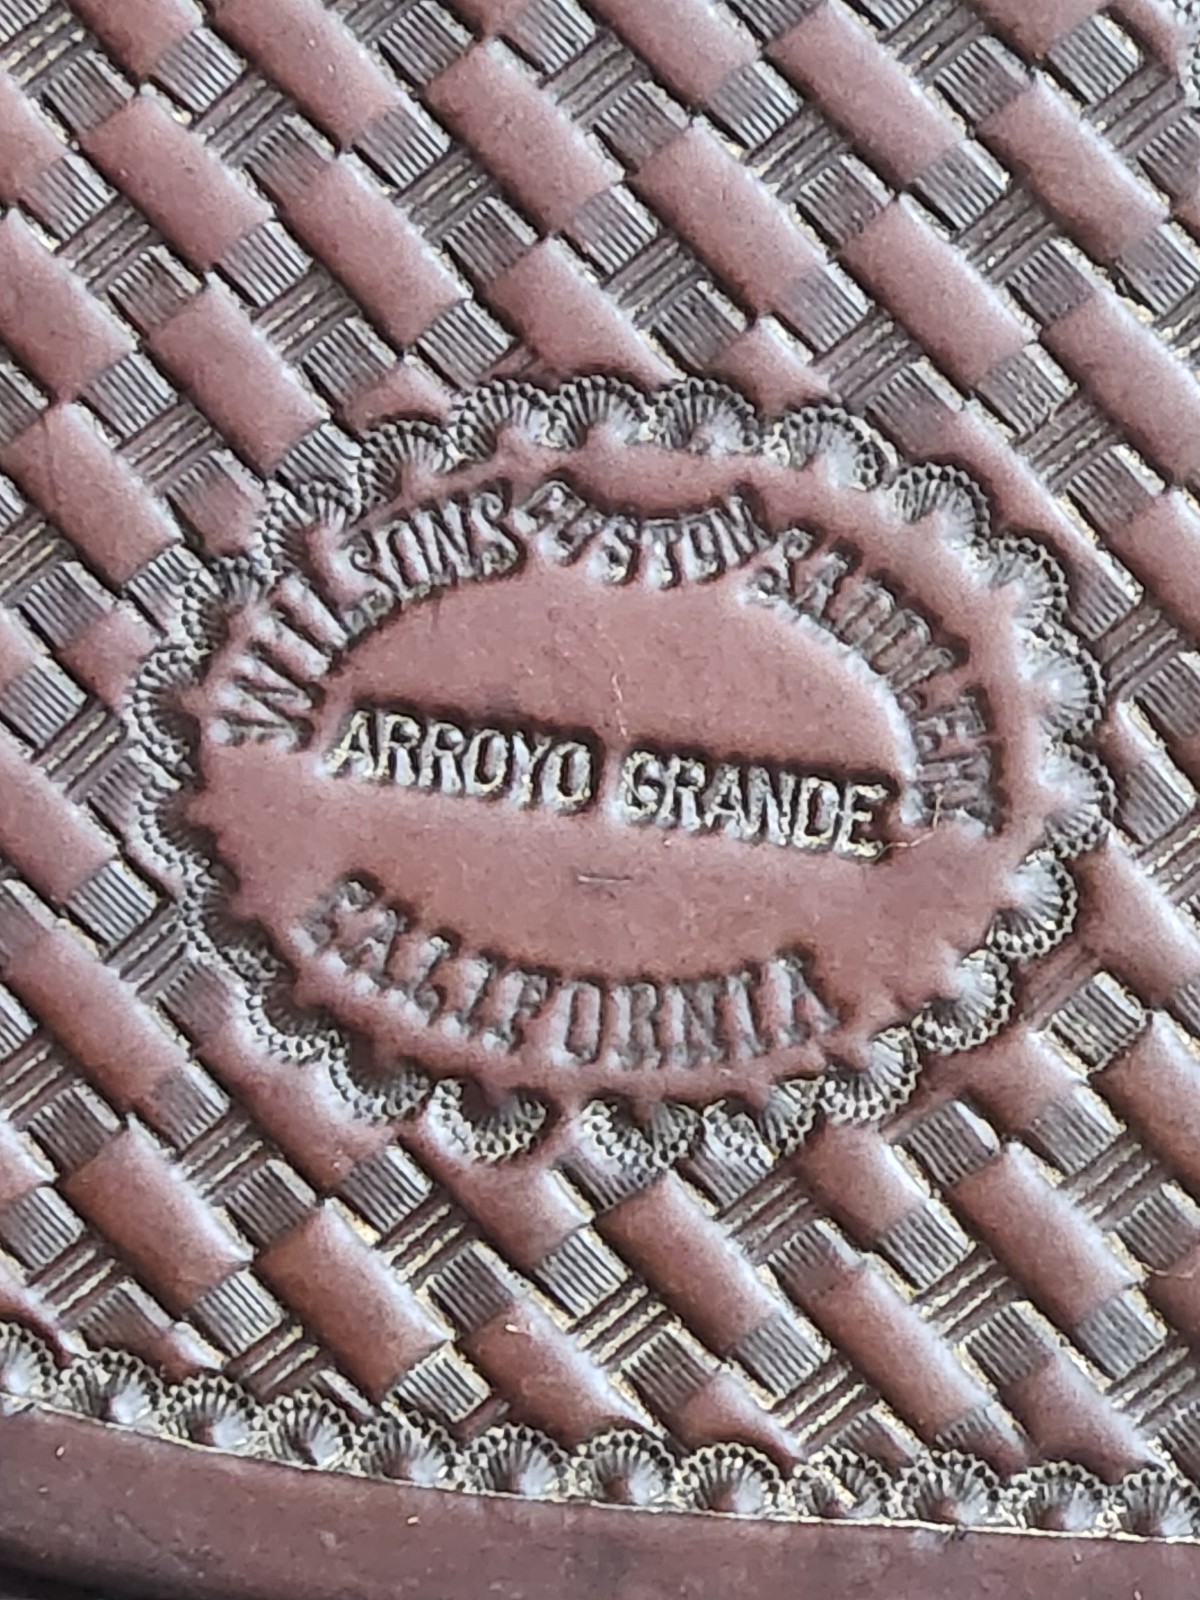 WILSONS CUSTOM SADDLERY
ARROYO GRANDE
CALIFORNIA